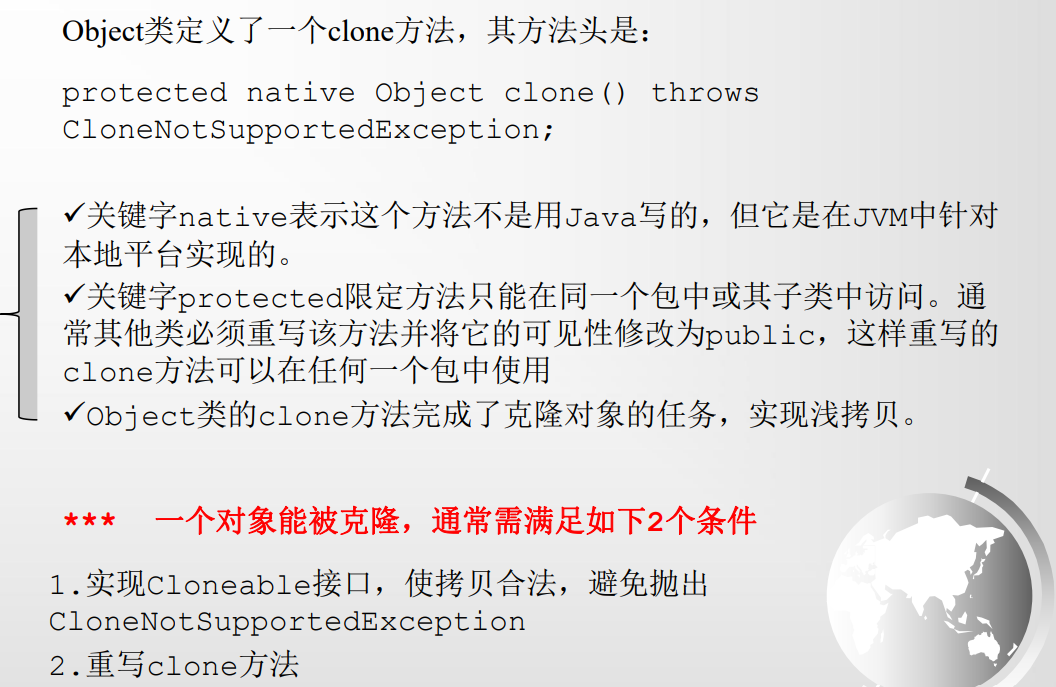 Object类定义了一个clone方法，其方法头是：
protected native Object clone() throws
CloneNotSupportedException;
✓关键字native表示这个方法不是用Java写的，但它是在JVM中针对
本地平台实现的。
✓关键字protected限定方法只能在同一个包中或其子类中访问。通
常其他类必须重写该方法并将它的可见性修改为public，这样重写的
clone方法可以在任何一个包中使用
✓Object类的clone方法完成了克隆对象的任务，实现浅拷贝。
*** 一个对象能被克隆，通常需满足如下2个条件
1.实现Cloneable接口，使拷贝合法，避免抛出
CloneNotSupportedException
2.重写clone方法